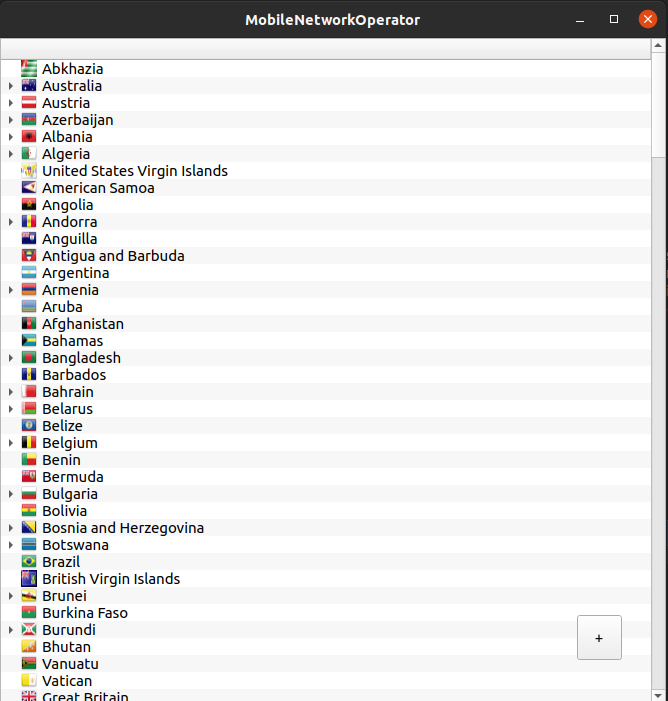 MobileNetworkOperator
Abkhazia
Australia
Austria
Azerbaijan
Albania
Algeria
United States Virgin Islands
American Samoa
Angolia
Andorra
Anguilla
Antigua and Barbuda
Argentina
Armenia
Aruba
Afghanistan
Bahamas
Bangladesh
Barbados
Bahrain
Belarus
Belize
Belgium
Benin
Bermuda
Bulgaria
Bolivia
Bosnia and Herzegovina
Botswana
Brazil
British Virgin Islands
Brunei
Burkina Faso
Burundi
+
Bhutan
Vanuatu
Vatican
Great Britain